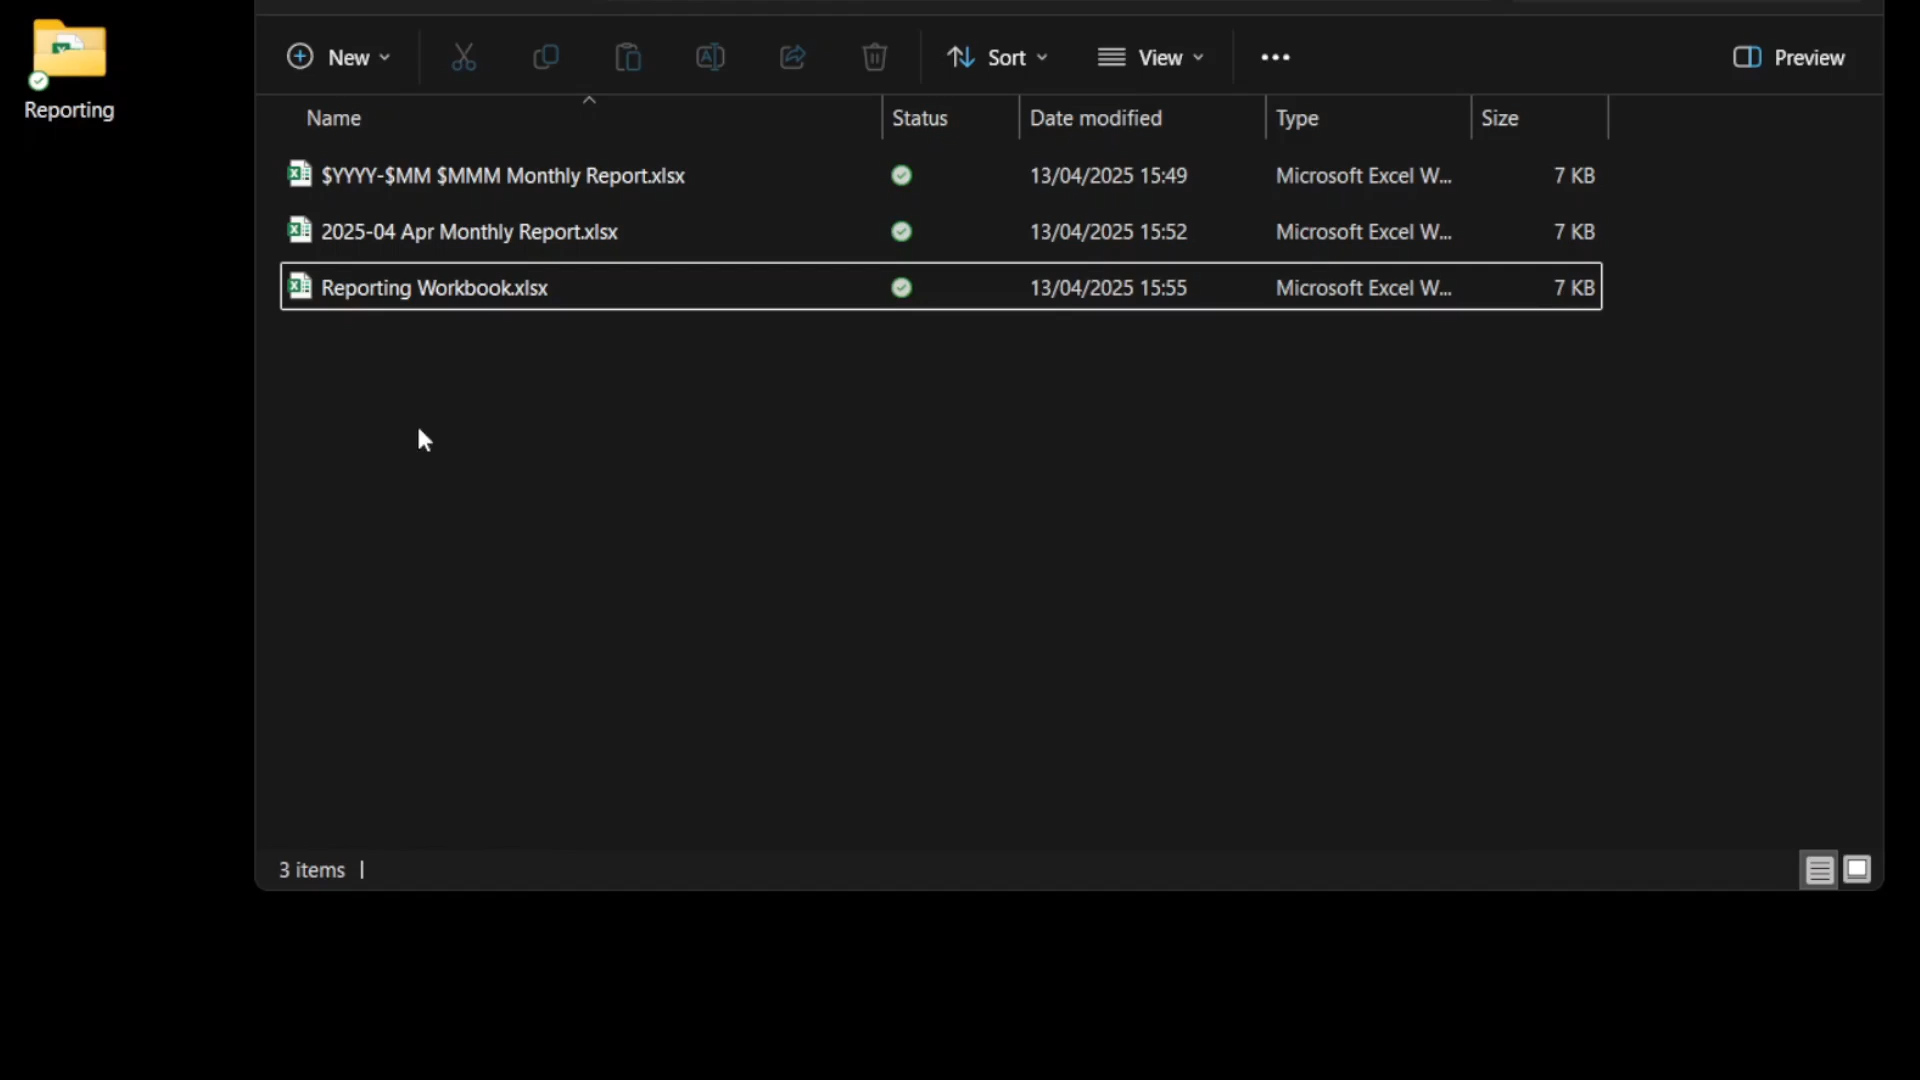 Reporting
New
Sort
View
Preview
Name Status Date modified Type Size
$YYYY-$MM $MMM Monthly Report.xlsx 13/04/2025 15:49 Microsoft Excel W... 7 KB
2025-04 Apr Monthly Report.xlsx 13/04/2025 15:52 Microsoft Excel W... 7 KB
Reporting Workbook.xlsx 13/04/2025 15:55 Microsoft Excel W... 7 KB
3 items